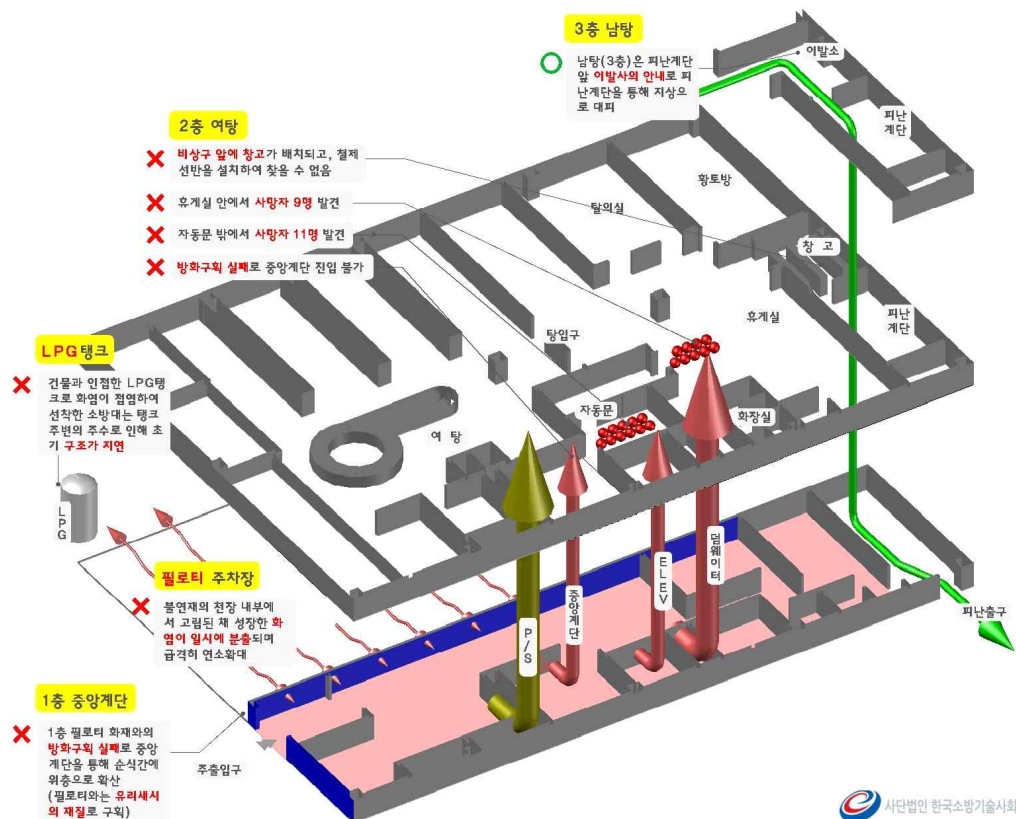 3층 남탕
남탕(3층)은 피난계단
앞 이발사의 안내로 피
난계단을 통해 지상으
로 대피
이발소
피난
계단
2층 여탕
비상구 앞에 창고가 배치되고, 철제
선반을 설치하여 찾을 수 없음
휴게실 안에서 사망자 9명 발견
자동문 밖에서 사망자 11명 발견
방화구획 실패로 중앙계단 진입 불가
황토방
탈의실
창 고
휴게실
피난
계단
탕입구
자동문
화장실
여 탕
LPG탱크
건물과 인접한 LPG탱
크로 화염이 접염하여
선착한 소방대는 탱크
주변의 주수로 인해 초
기 구조가 지연
LPG
필로티 주차장
불연재의 천장 내부에
서 고립된 채 성장한 화
염이 일시에 분출되며
급격히 연소확대
P/S
중앙계단
ELEV
덤웨이터
피난출구
1층 중앙계단
1층 필로티 화재와의
방화구획 실패로 중앙
계단을 통해 순식간에
위층으로 확산
(필로티와는 유리새시
의 재질로 구획)
주출입구
사단법인 한국소방기술사회